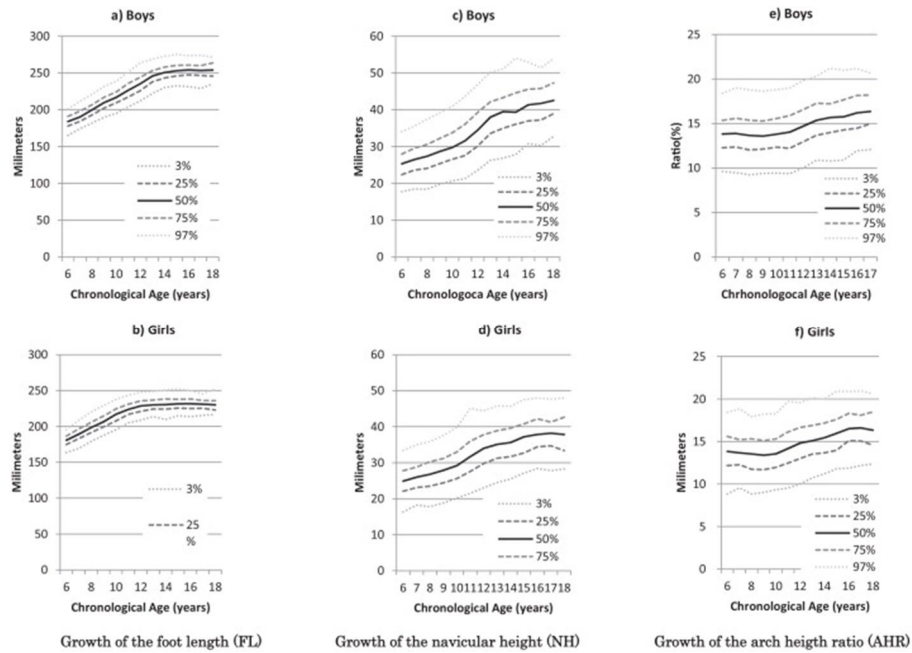 a) Boys
300
250
200
150
100
50
0
Milimeters
3%
25%
50%
75%
97%
6 8 10 12 14 16 18
Chronological Age (years)
c) Boys
60
50
40
30
20
10
0
Milimeters
3%
25%
50%
75%
97%
6 7 8 9 10 11 12 13 14 15 16 17 18
Chronologoca Age (years)
e) Boys
25
20
15
10
5
0
Ratio(%)
3%
25%
50%
75%
97%
6 7 8 9 10 11 12 13 14 15 16 17
Chrhonologocal Age (years)
b) Girls
300
250
200
150
100
50
0
Milimeters
3%
25
%
6 8 10 12 14 16 18
Chronological Age (years)
d) Girls
60
50
40
30
20
10
0
Milimeters
3%
25%
50%
75%
6 7 8 9 10 11 12 13 14 15 16 17 18
Chronological Age (years)
f) Girls
25
20
15
10
5
0
Milimeters
3%
25%
50%
75%
97%
6 8 10 12 14 16 18
Chronological Age (years)
Growth of the foot length (FL)
Growth of the navicular height (NH)
Growth of the arch heigth ratio (AHR)